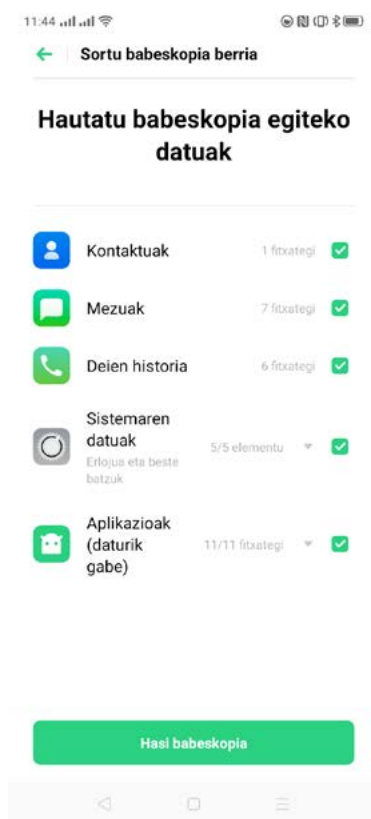 11:44
Sortu babeskopia berria
Hautatu babeskopia egiteko
datuak
Kontaktuak 1 fitxategi
Mezuak 7 fitxategi
Deien historia 6 fitxategi
Sistemaren
datuak 5/5 elementu
Erlojua eta beste
batzuk
Aplikazioak
(daturik 11/11 fitxategi
gabe)
Hasi babeskopia